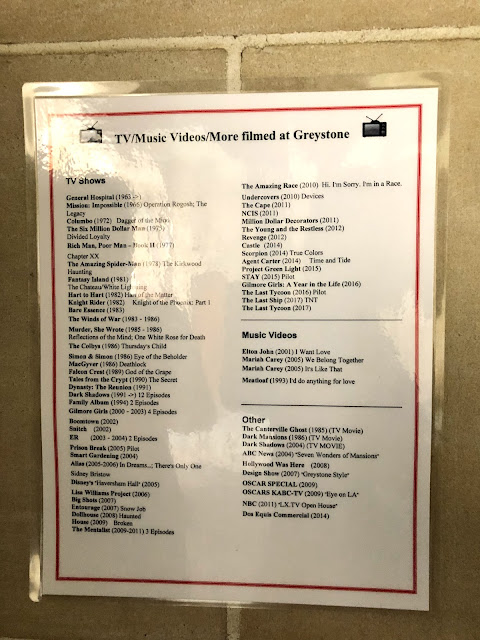 TV/Music Videos/More filmed at Greystone
TV Shows
General Hospital (1963 ->)
Mission: Impossible (1966) Operation Rogosh; The
Legacy
Columbo (1972) Dagger of the Mind
The Six Million Dollar Man (1975)
Divided Loyalty
Rich Man, Poor Man - Book II (1977)
Chapter XX
The Amazing Spider-Man (1978) The Kirkwood
Haunting
Fantasy Island (1981)
The Chateau/White Lightning
Hart to Hart (1982) Hart of the Matter
Knight Rider (1982) Knight of the Phoenix: Part 1
Bare Essence (1983)
The Winds of War (1983 - 1986)
Murder, She Wrote (1985 - 1986)
Reflections of the Mind; One White Rose for Death
The Colbys (1986) Thursday's Child
Simon & Simon (1986) Eye of the Beholder
MacGyver (1986) Deathlock
Falcon Crest (1989) God of the Grape
Tales from the Crypt (1990) The Secret
Dynasty: The Reunion (1991)
Dark Shadows (1991 ->) 12 Episodes
Family Album (1994) 2 Episodes
Gilmore Girls (2000 - 2003) 4 Episodes
Boomtown (2002)
Snitch (2002)
ER (2003 - 2004) 2 Episodes
Prison Break (2005) Pilot
Smart Gardening (2004)
Alias (2005-2006) In Dreams...; There's Only One
Sidney Bristow
Disney's 'Haversham Hall' (2005)
Lisa Williams Project (2006)
Big Shots (2007)
Entourage (2007) Snow Job
Dollhouse (2008) Haunted
House (2009) Broken
The Mentalist (2009-2011) 3 Episodes
The Amazing Race (2010) Hi. I'm Sorry. I'm in a Race.
Undercovers (2010) Devices
The Cape (2011)
NCIS (2011)
Million Dollar Decorators (2011)
The Young and the Restless (2012)
Revenge (2012)
Castle (2014)
Scorpion (2014) True Colors
Agent Carter (2014) Time and Tide
Project Green Light (2015)
STAY (2015) Pilot
Gilmore Girls: A Year in the Life (2016)
The Last Tycoon (2016) Pilot
The Last Ship (2017) TNT
The Last Tycoon (2017)
Music Videos
Elton John (2001) I Want Love
Mariah Carey (2005) We Belong Together
Mariah Carey (2005) It's Like That
Meatloaf (1993) I'd do anything for love
Other
The Canterville Ghost (1985) (TV Movie)
Dark Mansions (1986) (TV Movie)
Dark Shadows (2004) (TV MOVIE)
ABC News (2004) "Seven Wonders of Mansions"
Hollywood Was Here (2008)
Design Show (2007) "Greystone Style"
OSCAR SPECIAL (2009)
OSCARS KABC-TV (2009) "Eye on LA"
NBC (2011) "LX.TV Open House"
Dos Equis Commercial (2014)